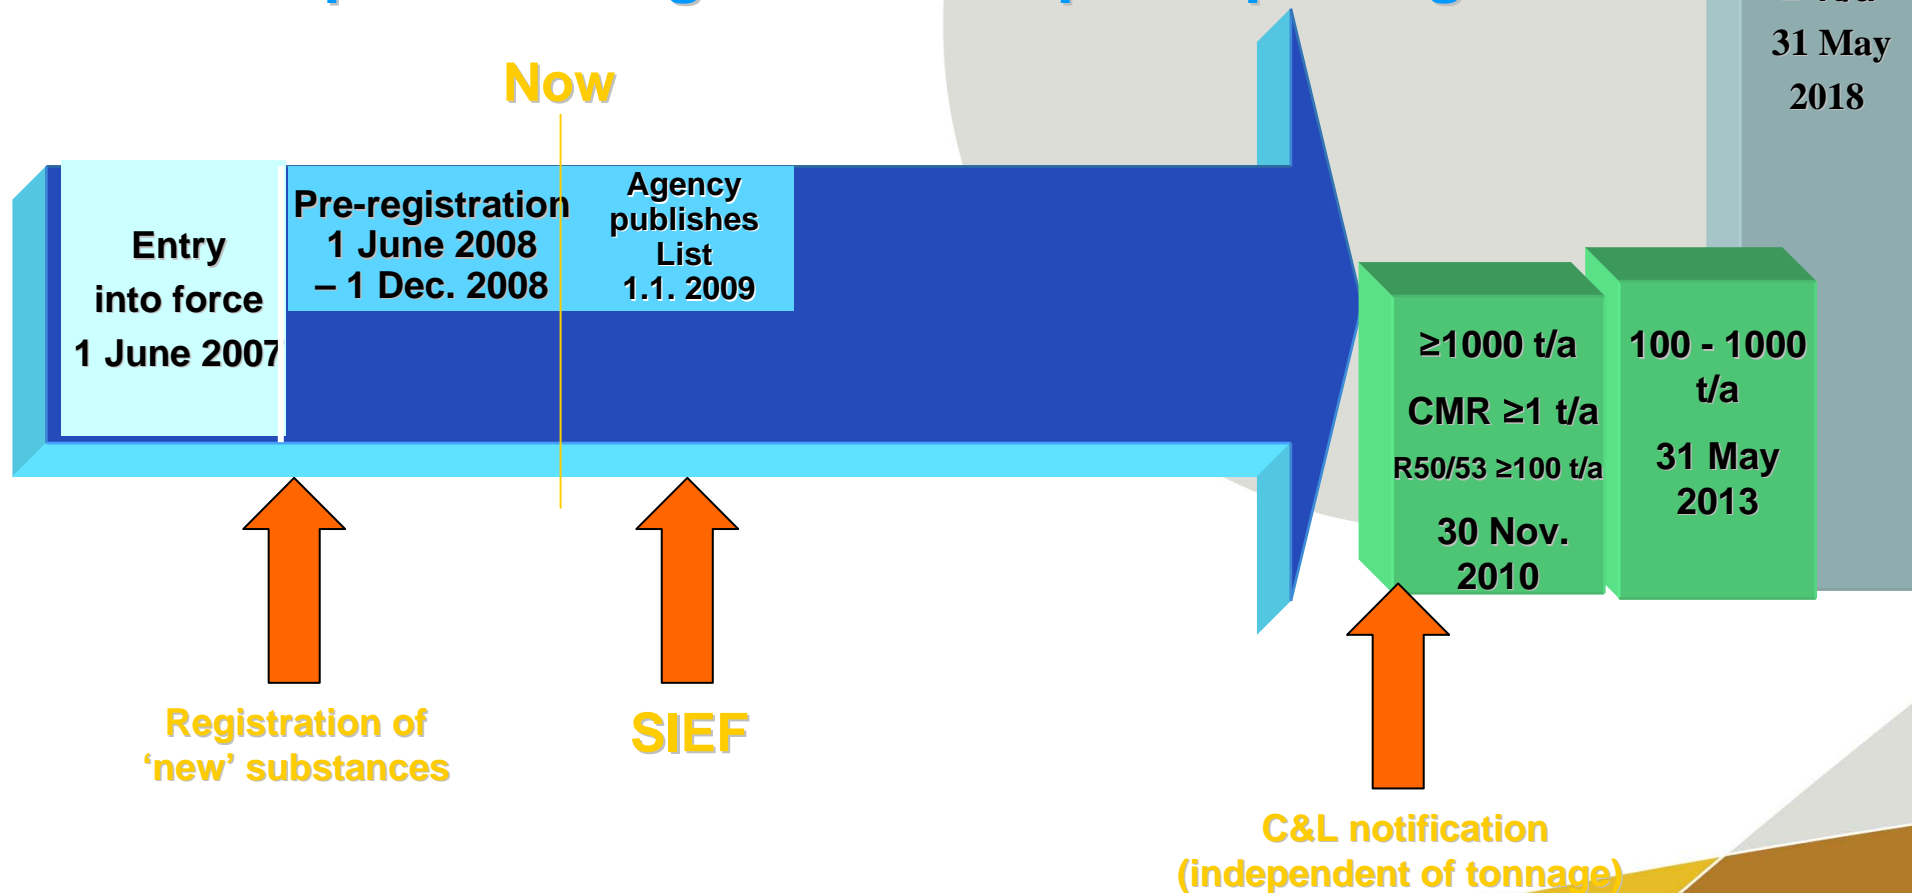 Now
31 May
2018
Entry
into force
1 June 2007
Pre-registration
1 June 2008
– 1 Dec. 2008
Agency
publishes
List
1.1. 2009
≥1000 t/a
CMR ≥1 t/a
R50/53 ≥100 t/a
30 Nov.
2010
100 - 1000
t/a
31 May
2013
Registration of
‘new’ substances
SIEF
C&L notification
(independent of tonnage)